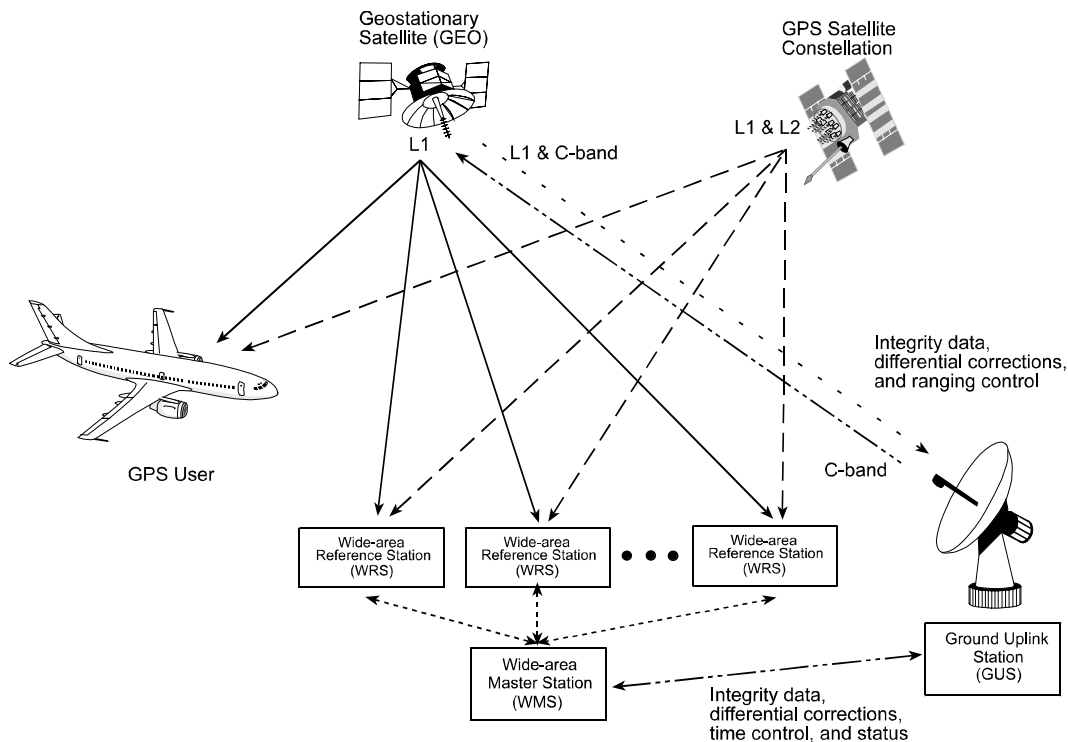 Geostationary
Satellite (GEO)
GPS Satellite
Constellation
L1
L1 & C-band
L1 & L2
Integrity data,
differential corrections,
and ranging control
GPS User
C-band
Wide-area
Reference Station
(WRS)
Wide-area
Reference Station
(WRS)
Wide-area
Reference Station
(WRS)
Wide-area
Master Station
(WMS)
Ground Uplink
Station
(GUS)
Integrity data,
differential corrections,
time control, and status